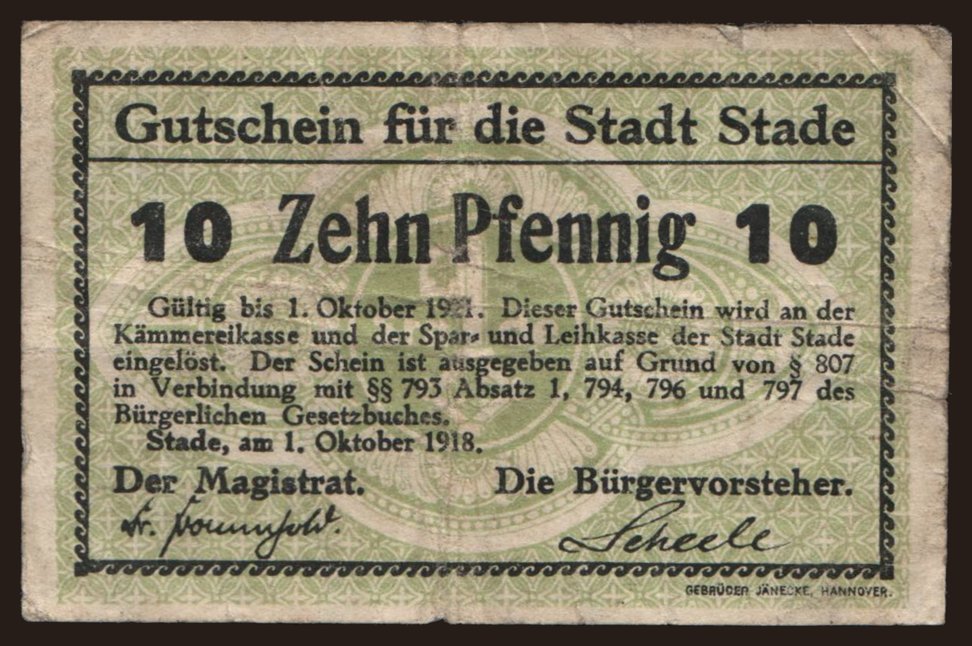 Gutschein für die Stadt Stade
10 Zehn Pfennig 10
Gültig bis 1. Oktober 1921. Dieser Gutschein wird an der
Kämmereikasse und der Spar- und Leihkasse der Stadt Stade
eingelöst. Der Schein ist ausgegeben auf Grund von § 807
in Verbindung mit §§ 793 Absatz 1, 794, 796 und 797 des
Bürgerlichen Gesetzbuches.
Stade, am 1. Oktober 1918.
Der Magistrat. Die Bürgervorsteher.
Dr. Scheele
GEBRÜDER JÄNECKE, HANNOVER.